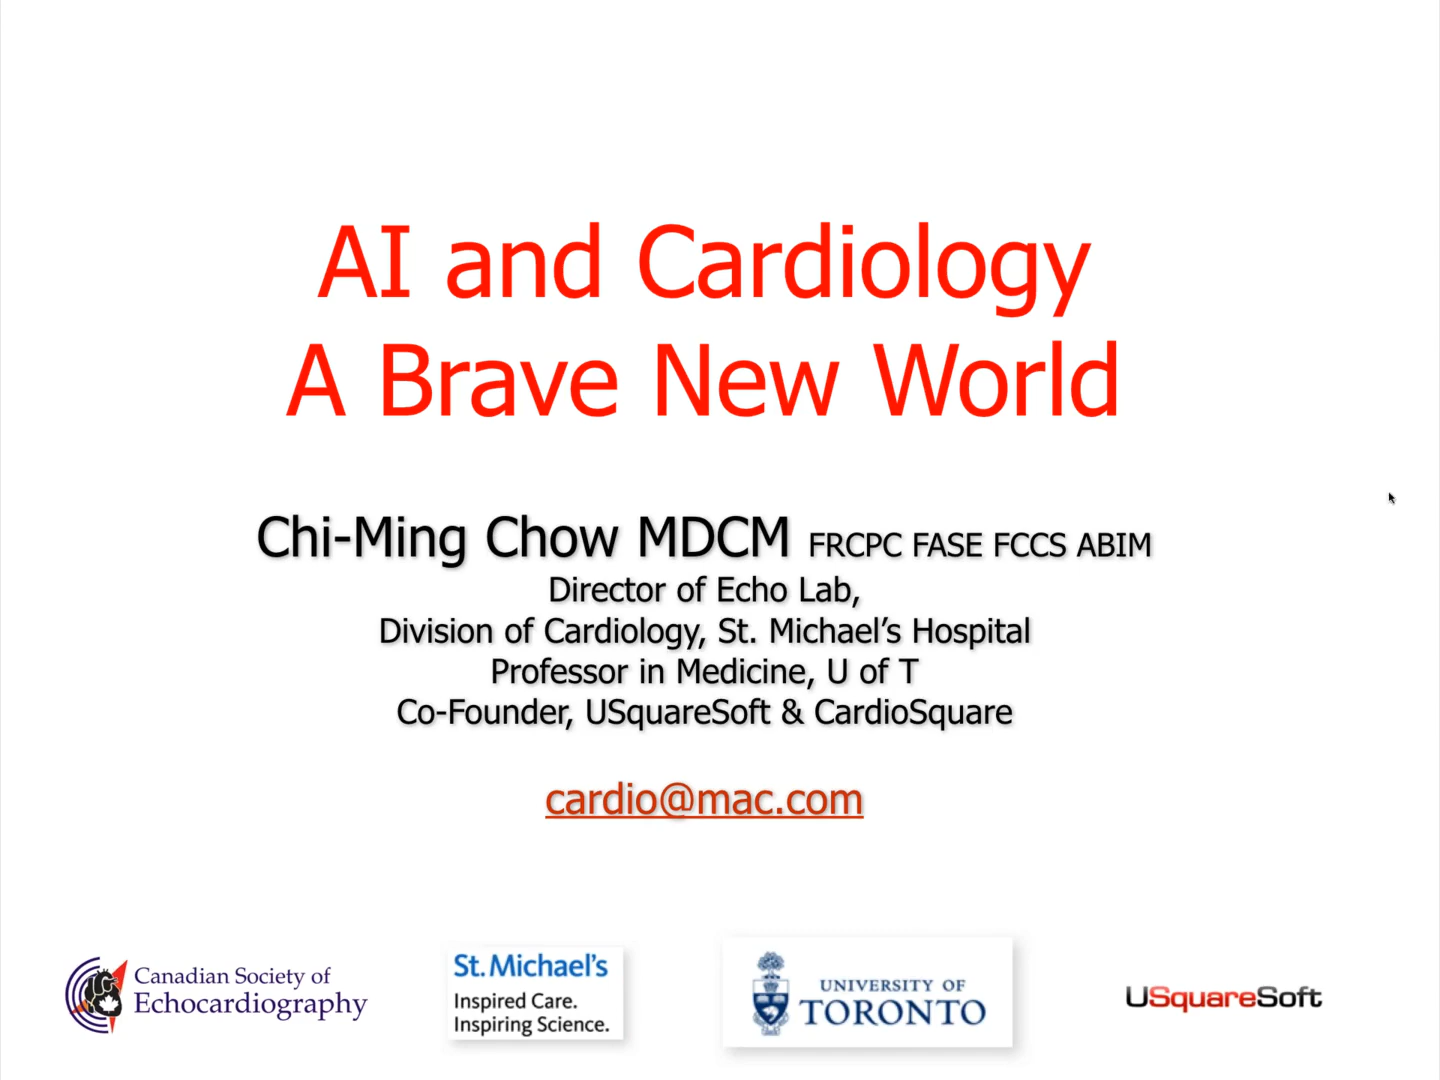 AI and Cardiology
A Brave New World
Chi-Ming Chow MDCM FRCPC FASE FCCS ABIM
Director of Echo Lab,
Division of Cardiology, St. Michael’s Hospital
Professor in Medicine, U of T
Co-Founder, USquareSoft & CardioSquare
cardio@mac.com
Canadian Society of
Echocardiography
St. Michael’s
Inspired Care.
Inspiring Science.
UNIVERSITY OF
TORONTO
USquareSoft